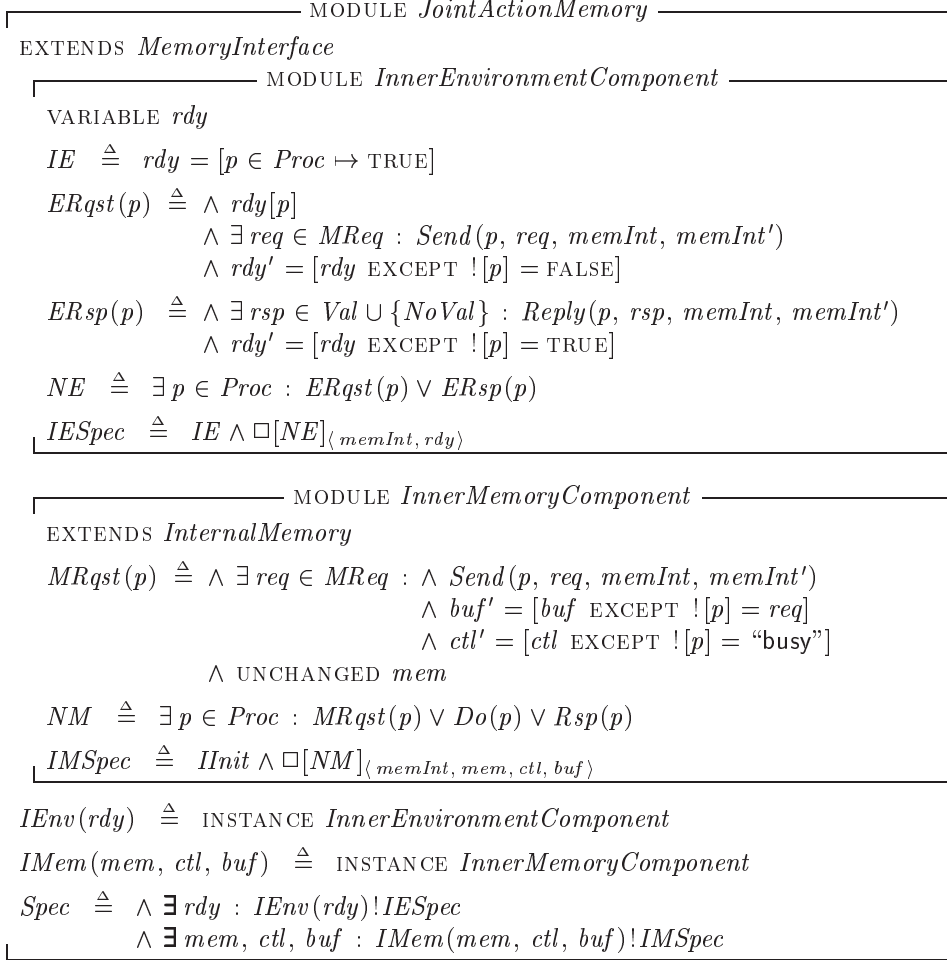 MODULE JointActionMemory
EXTENDS MemoryInterface
MODULE InnerEnvironmentComponent
VARIABLE rdy
IE ≜ rdy = [p ∈ Proc ↦ TRUE]
ERqst(p) ≜ ∧ rdy[p]
∧ ∃ req ∈ MReq : Send(p, req, memInt, memInt′)
∧ rdy′ = [rdy EXCEPT ![p] = FALSE]
ERsp(p) ≜ ∧ ∃ rsp ∈ Val ∪ {NoVal} : Reply(p, rsp, memInt, memInt′)
∧ rdy′ = [rdy EXCEPT ![p] = TRUE]
NE ≜ ∃ p ∈ Proc : ERqst(p) ∨ ERsp(p)
IESpec ≜ IE ∧ □[NE]⟨ memInt, rdy⟩
MODULE InnerMemoryComponent
EXTENDS InternalMemory
MRqst(p) ≜ ∧ ∃ req ∈ MReq : ∧ Send(p, req, memInt, memInt′)
∧ buf′ = [buf EXCEPT ![p] = req]
∧ ctl′ = [ctl EXCEPT ![p] = “busy”]
∧ UNCHANGED mem
NM ≜ ∃ p ∈ Proc : MRqst(p) ∨ Do(p) ∨ Rsp(p)
IMSpec ≜ IInit ∧ □[NM]⟨ memInt, mem, ctl, buf ⟩
IEnv(rdy) ≜ INSTANCE InnerEnvironmentComponent
IMem(mem, ctl, buf) ≜ INSTANCE InnerMemoryComponent
Spec ≜ ∧ ∃ rdy : IEnv(rdy)!IESpec
∧ ∃ mem, ctl, buf : IMem(mem, ctl, buf)!IMSpec